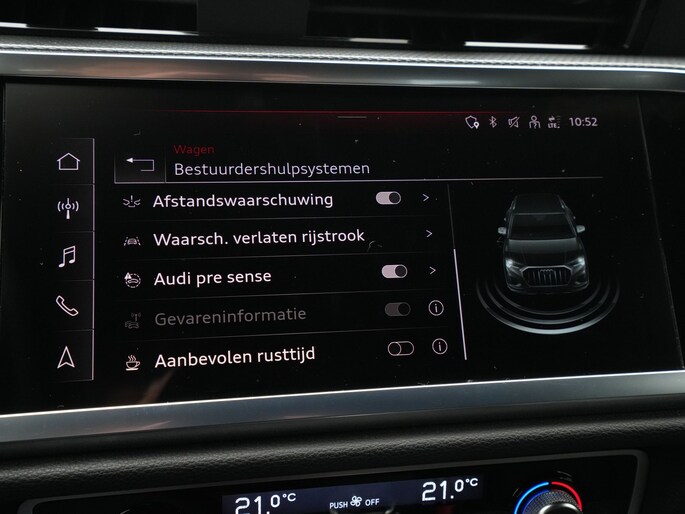 10:52
Wagen
Bestuurdershulpsystemen
Afstandswaarschuwing
Waarsch. verlaten rijstrook
Audi pre sense
Gevareninformatie
Aanbevolen rusttijd
21.0°C PUSH OFF 21.0°C